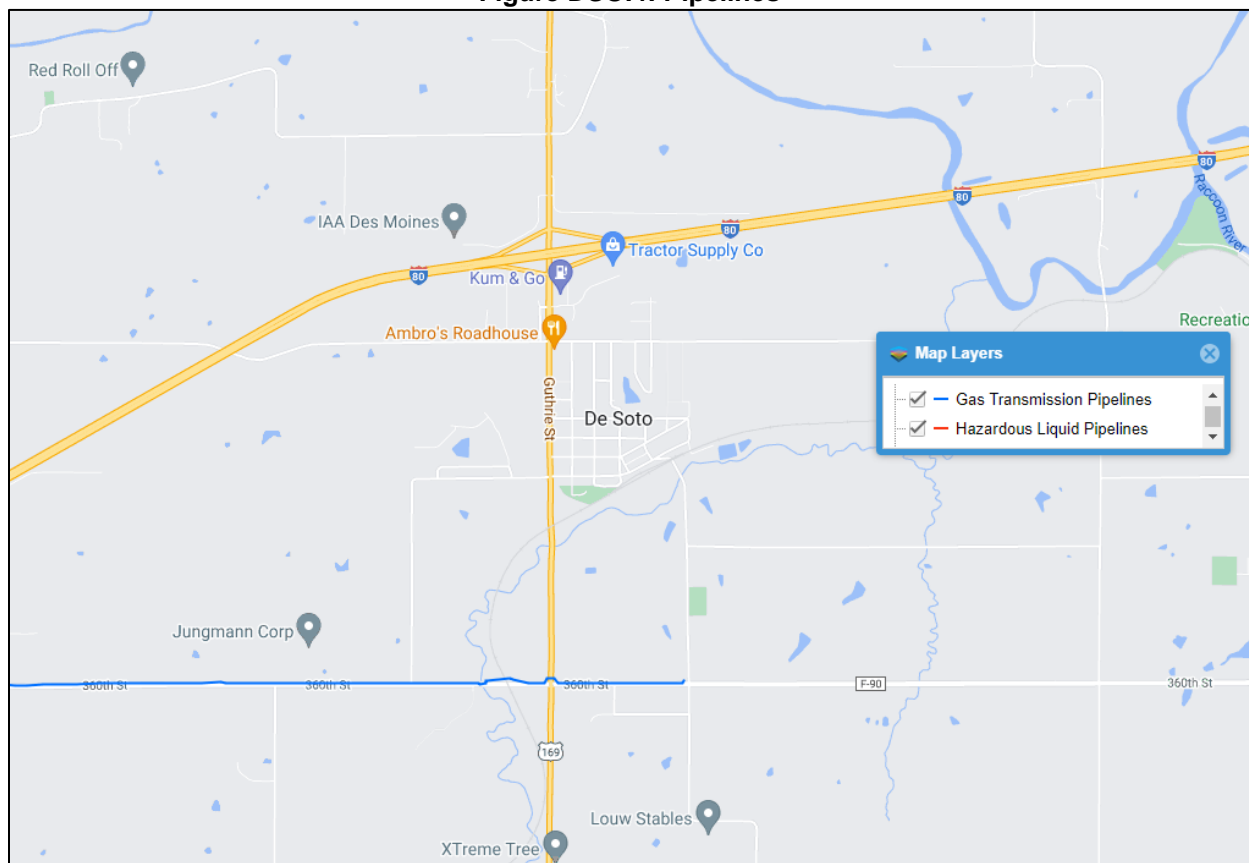 Pipelines
Red Roll Off
80
Raccoon River
80
IAA Des Moines
80
Tractor Supply Co
80
Kum & Go
Recreatio
Ambro's Roadhouse
Map Layers
Guthrie St
Gas Transmission Pipelines
De Soto
Hazardous Liquid Pipelines
Jungmann Corp
360th St
360th St
360th St
F-90
360th St
169
Louw Stables
XTreme Tree